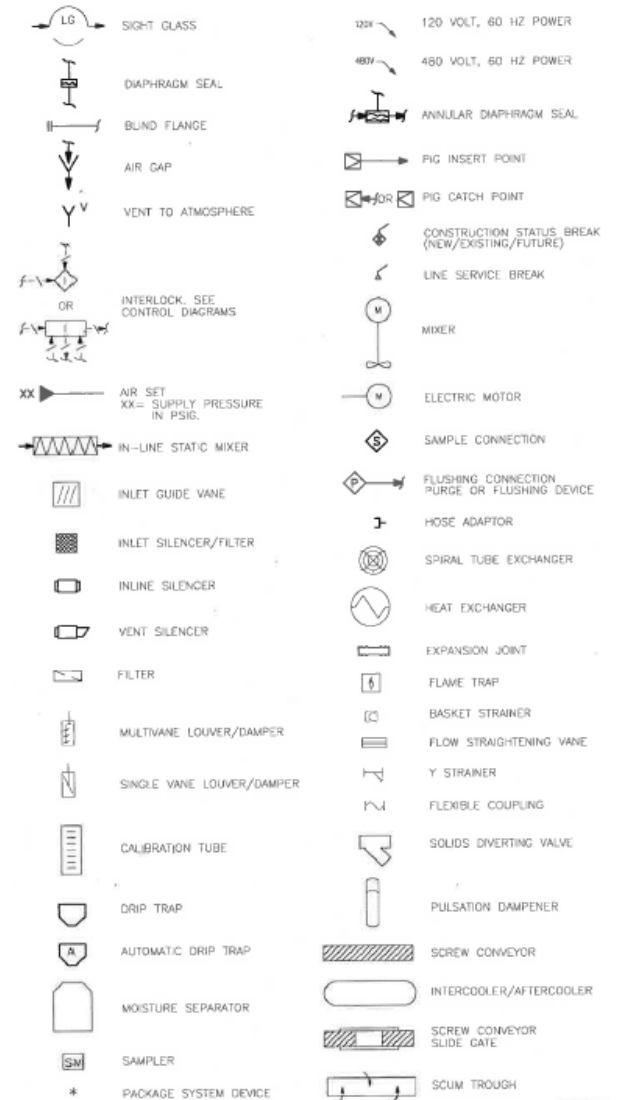 LG
SIGHT GLASS
DIAPHRAGM SEAL
BLIND FLANGE
AIR GAP
V
VENT TO ATMOSPHERE
I
OR
I
INTERLOCK. SEE
CONTROL DIAGRAMS
XX
AIR SET
XX= SUPPLY PRESSURE
IN PSIG.
IN-LINE STATIC MIXER
INLET GUIDE VANE
INLET SILENCER/FILTER
INLINE SILENCER
VENT SILENCER
FILTER
MULTIVANE LOUVER/DAMPER
SINGLE VANE LOUVER/DAMPER
CALIBRATION TUBE
DRIP TRAP
A
AUTOMATIC DRIP TRAP
MOISTURE SEPARATOR
SAMPLER
*
PACKAGE SYSTEM DEVICE
120V
120 VOLT, 60 HZ POWER
480V
480 VOLT, 60 HZ POWER
ANNULAR DIAPHRAGM SEAL
PIG INSERT POINT
OR
PIG CATCH POINT
CONSTRUCTION STATUS BREAK
(NEW/EXISTING/FUTURE)
LINE SERVICE BREAK
M
MIXER
M
ELECTRIC MOTOR
S
SAMPLE CONNECTION
P
FLUSHING CONNECTION
PURGE OR FLUSHING DEVICE
HOSE ADAPTOR
SPIRAL TUBE EXCHANGER
HEAT EXCHANGER
EXPANSION JOINT
FLAME TRAP
BASKET STRAINER
FLOW STRAIGHTENING VANE
Y STRAINER
FLEXIBLE COUPLING
SOLIDS DIVERTING VALVE
PULSATION DAMPENER
SCREW CONVEYOR
INTERCOOLER/AFTERCOOLER
SCREW CONVEYOR
SLIDE GATE
SCUM TROUGH